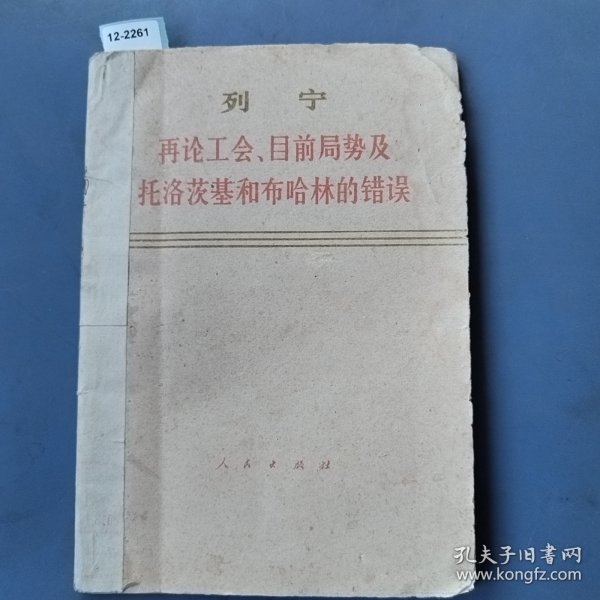 12-2261
列 宁
再论工会、目前局势及
托洛茨基和布哈林的错误
人民出版社
孔夫子旧书网
www.kongfz.com